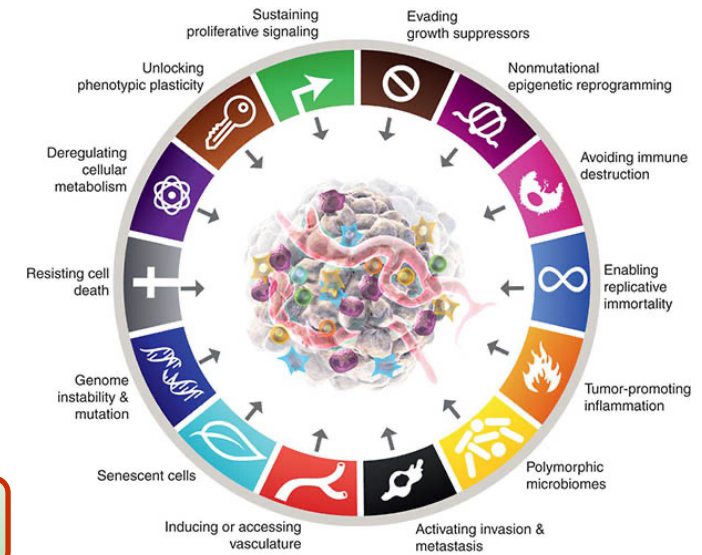 Sustaining
proliferative signaling
Evading
growth suppressors
Nonmutational
epigenetic reprogramming
Avoiding immune
destruction
Enabling
replicative
immortality
Tumor-promoting
inflammation
Polymorphic
microbiomes
Activating invasion &
metastasis
Inducing or accessing
vasculature
Senescent cells
Genome
instability &
mutation
Resisting cell
death
Deregulating
cellular
metabolism
Unlocking
phenotypic plasticity